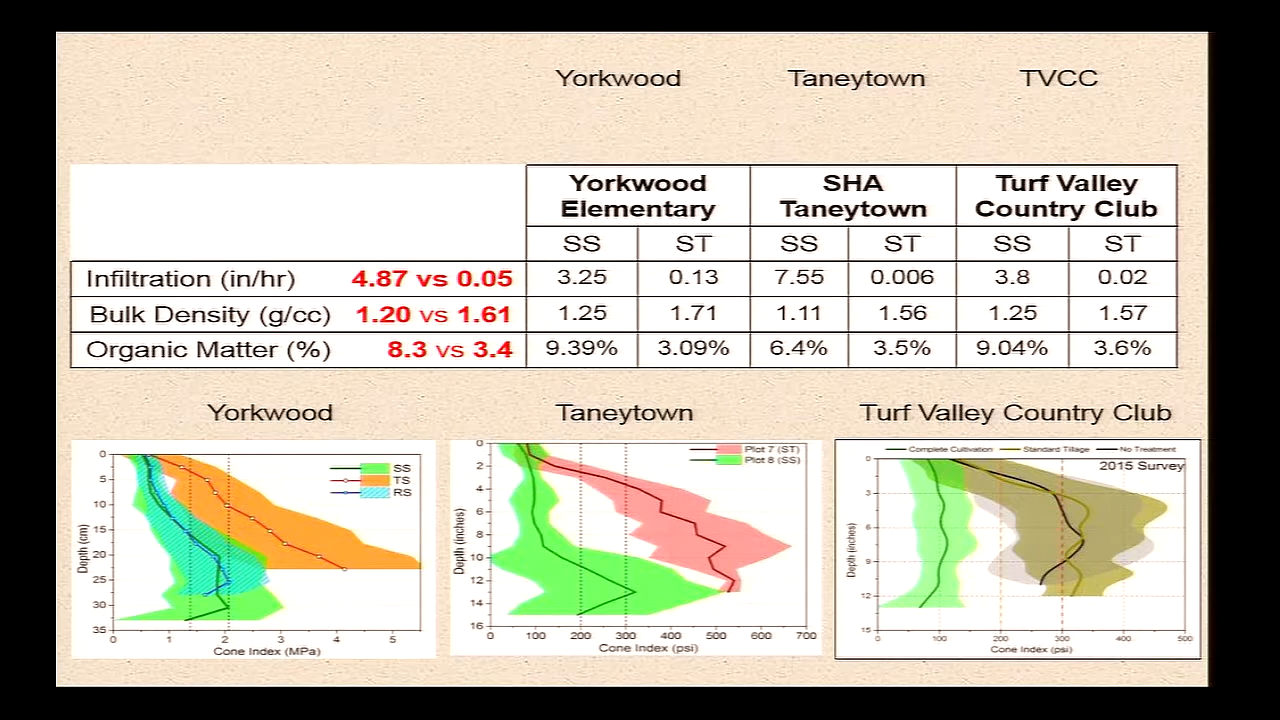 Yorkwood Taneytown TVCC
Yorkwood Elementary SHA Taneytown Turf Valley Country Club
SS ST SS ST SS ST
Infiltration (in/hr) 4.87 vs 0.05 3.25 0.13 7.55 0.006 3.8 0.02
Bulk Density (g/cc) 1.20 vs 1.61 1.25 1.71 1.11 1.56 1.25 1.57
Organic Matter (%) 8.3 vs 3.4 9.39% 3.09% 6.4% 3.5% 9.04% 3.6%
Yorkwood
0
5
10
15
20
25
30
35
Depth (cm)
SS
TS
RS
0 1 2 3 4 5
Cone Index (MPa)
Taneytown
0
2
4
6
8
10
12
14
16
Depth (inches)
Plot 7 (ST)
Plot 8 (SS)
0 100 200 300 400 500 600 700
Cone Index (psi)
Turf Valley Country Club
Complete Cultivation Standard Tillage No Treatment
2015 Survey
0
3
6
9
12
15
Depth (inches)
0 100 200 300 400 500
Cone Index (psi)